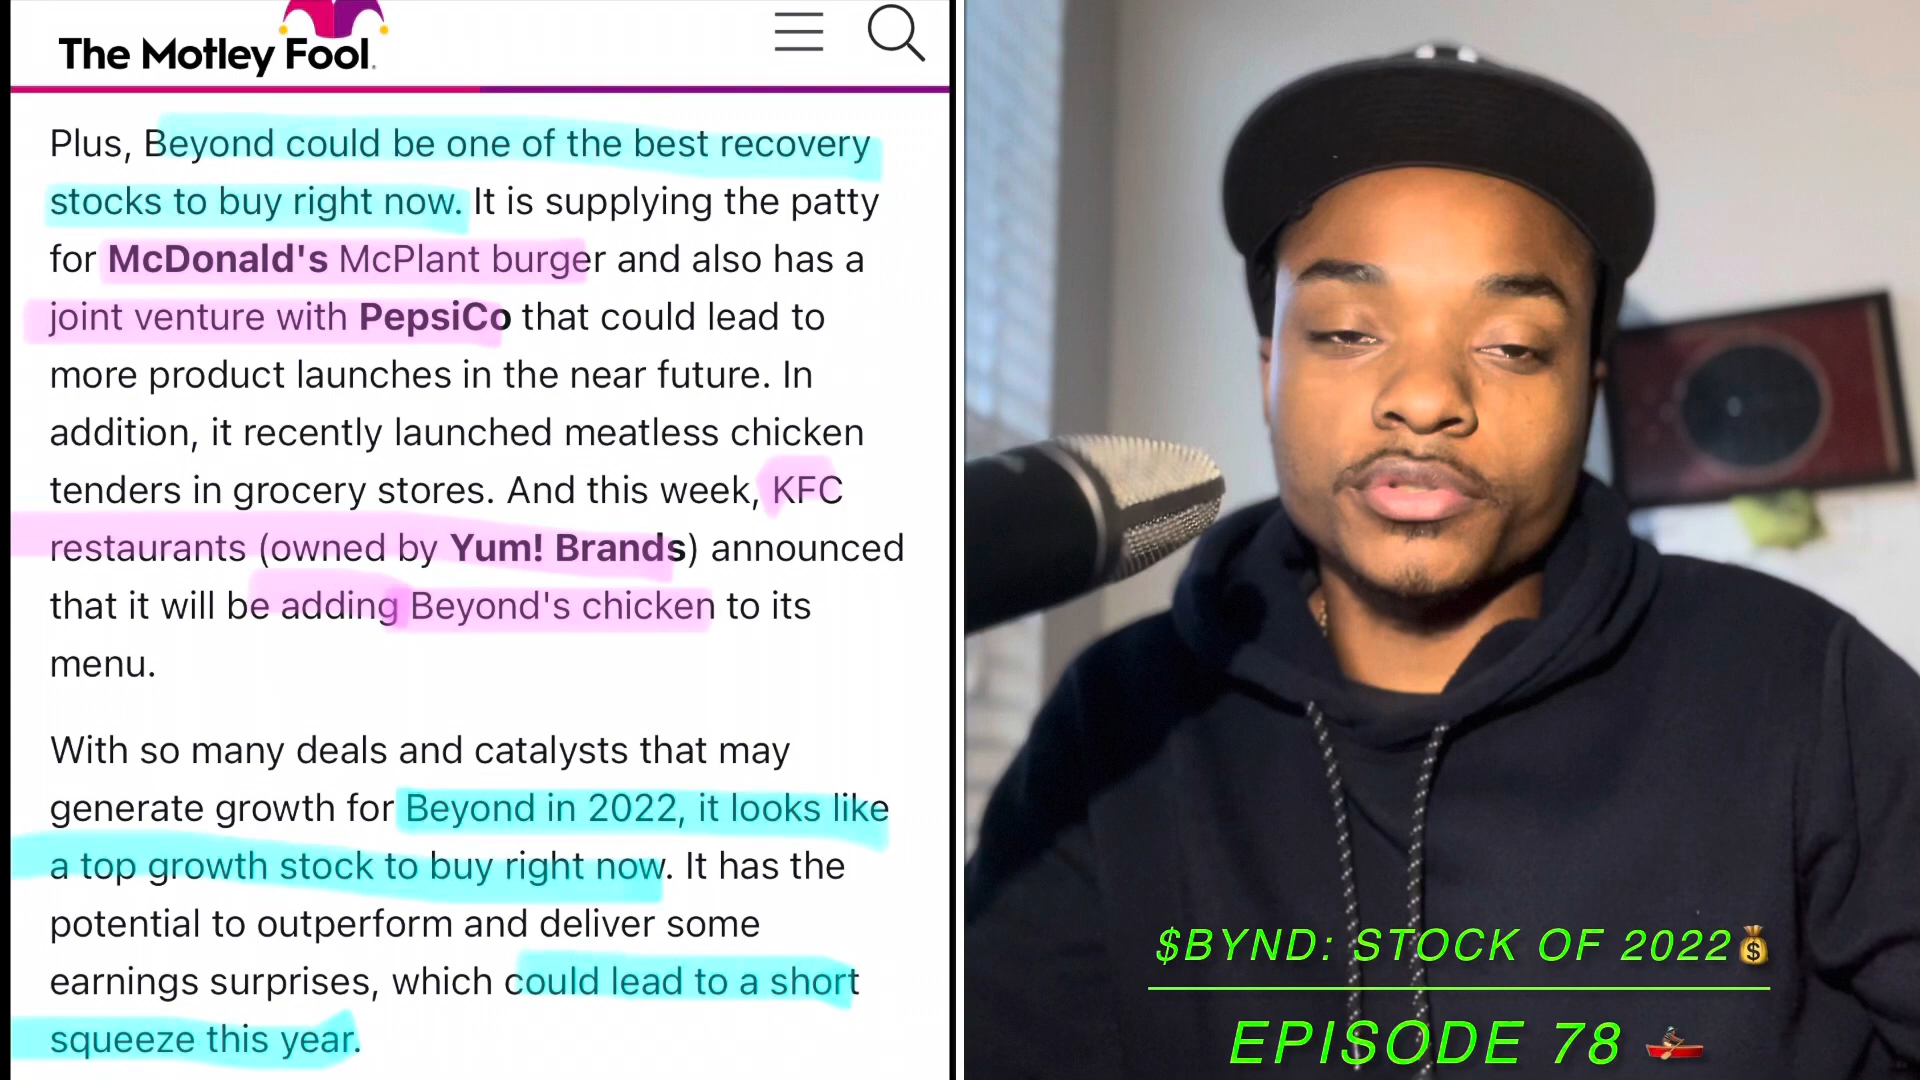 The Motley Fool.
Plus, Beyond could be one of the best recovery
stocks to buy right now. It is supplying the patty
for McDonald's McPlant burger and also has a
joint venture with PepsiCo that could lead to
more product launches in the near future. In
addition, it recently launched meatless chicken
tenders in grocery stores. And this week, KFC
restaurants (owned by Yum! Brands) announced
that it will be adding Beyond's chicken to its
menu.
With so many deals and catalysts that may
generate growth for Beyond in 2022, it looks like
a top growth stock to buy right now. It has the
potential to outperform and deliver some
earnings surprises, which could lead to a short
squeeze this year.
$BYND: STOCK OF 2022💰
EPISODE 78 🚣🏿